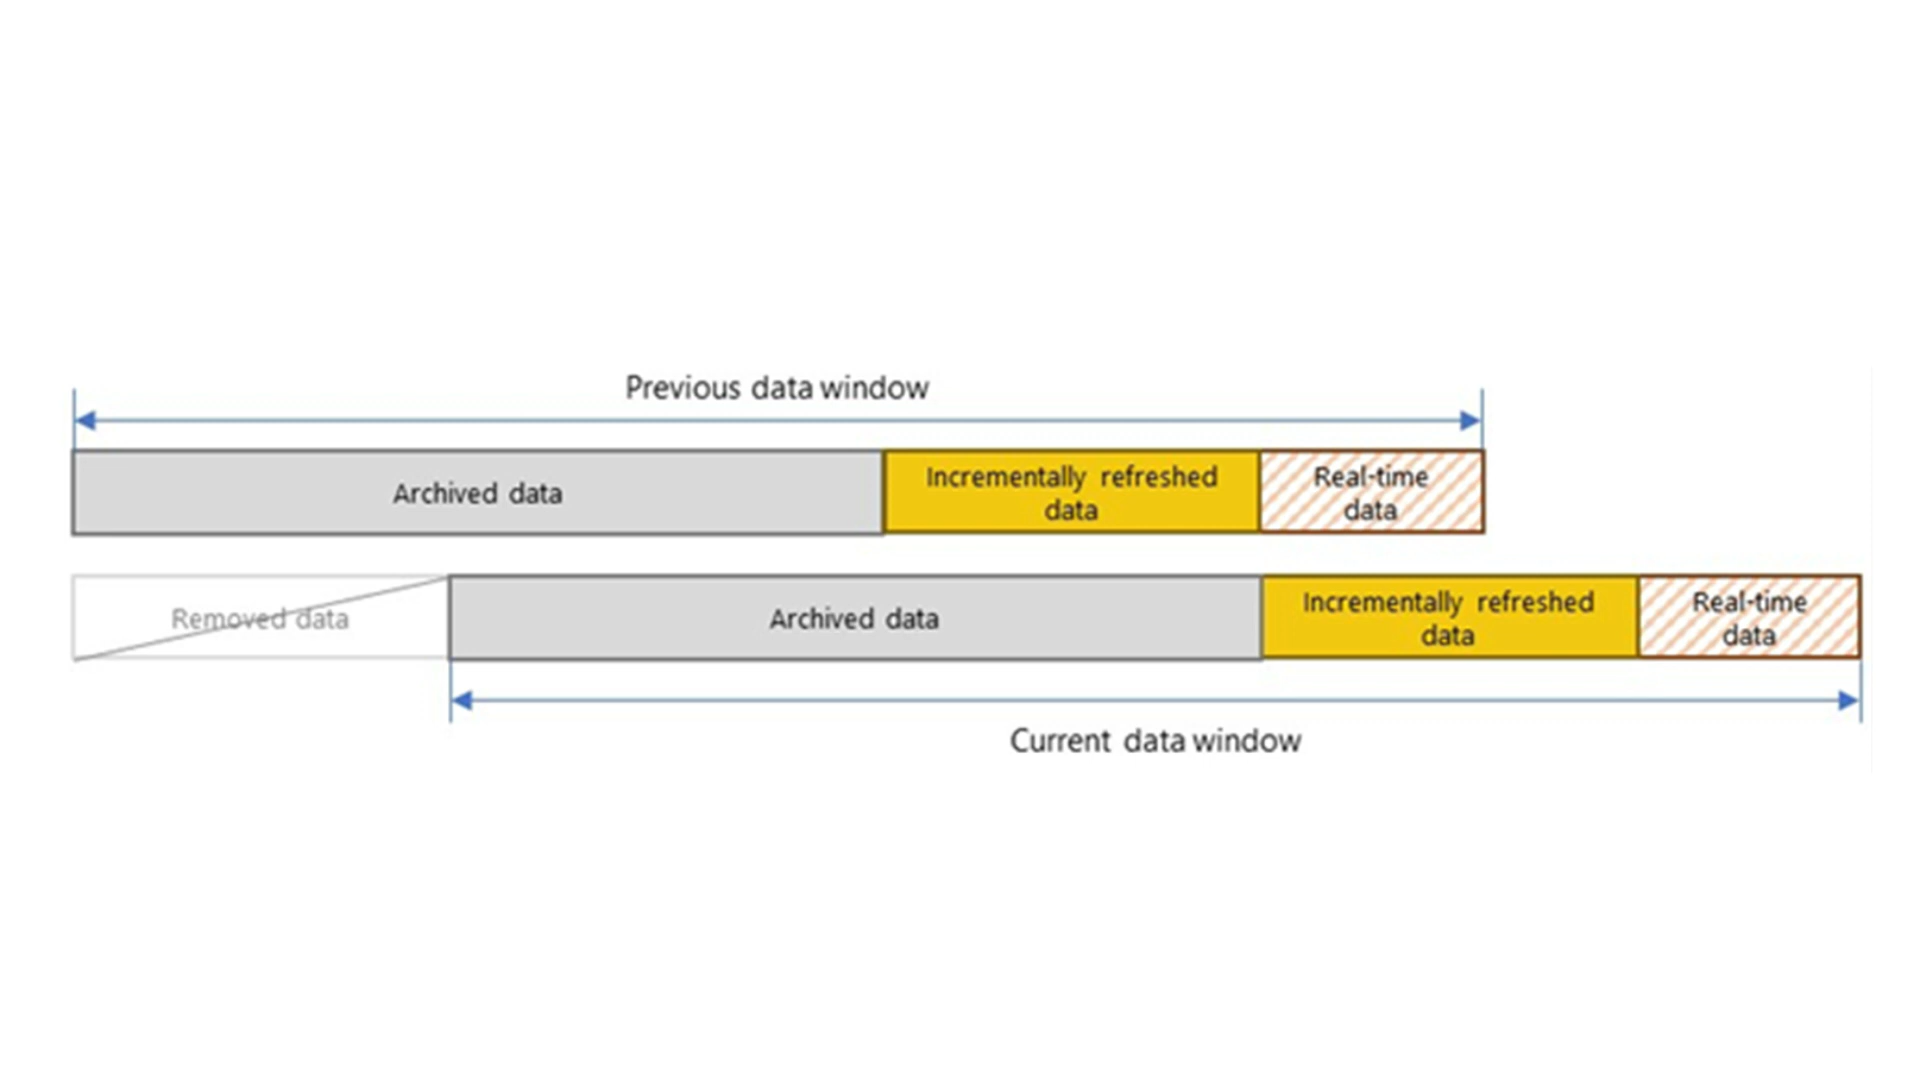 Previous data window
Archived data
Incrementally refreshed
data
Real-time
data
Removed data
Archived data
Incrementally refreshed
data
Real-time
data
Current data window